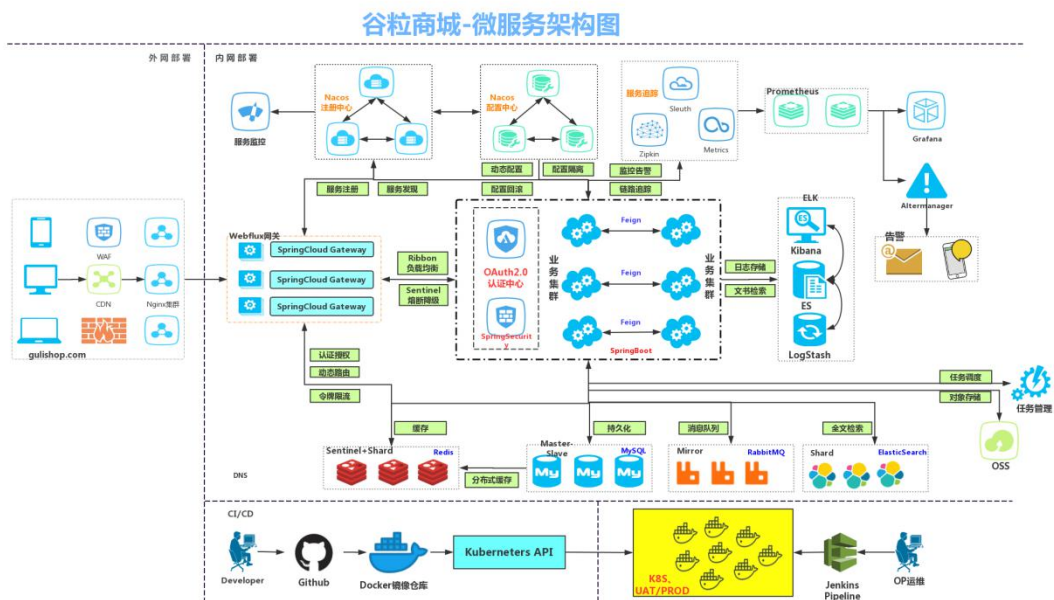 谷粒商城-微服务架构图
外网部署
内网部署
Nacos
注册中心
Nacos
配置中心
服务追踪
Sleuth
Zipkin
Metrics
Prometheus
Grafana
服务监控
动态配置
配置隔离
监控告警
服务注册
服务发现
配置回滚
链路追踪
Altermanager
告警
WAF
CDN
Nginx集群
gulishop.com
Webflux网关
SpringCloud Gateway
SpringCloud Gateway
SpringCloud Gateway
Ribbon
负载均衡
Sentinel
熔断降级
OAuth2.0
认证中心
SpringSecurit
y
业务集群
Feign
Feign
Feign
业务集群
SpringBoot
日志存储
文书检索
ELK
Kibana
ES
ES
LogStash
认证授权
动态路由
令牌限流
任务调度
对象存储
任务管理
OSS
缓存
持久化
消息队列
全文检索
Sentinel+Shard
Redis
分布式缓存
Master-
Slave
MySQL
My
My
My
Mirror
RabbitMQ
Shard
ElasticSearch
DNS
CI/CD
Developer
Github
Docker镜像仓库
Kuberneters API
K8S、
UAT/PROD
Jenkins
Pipeline
OP运维